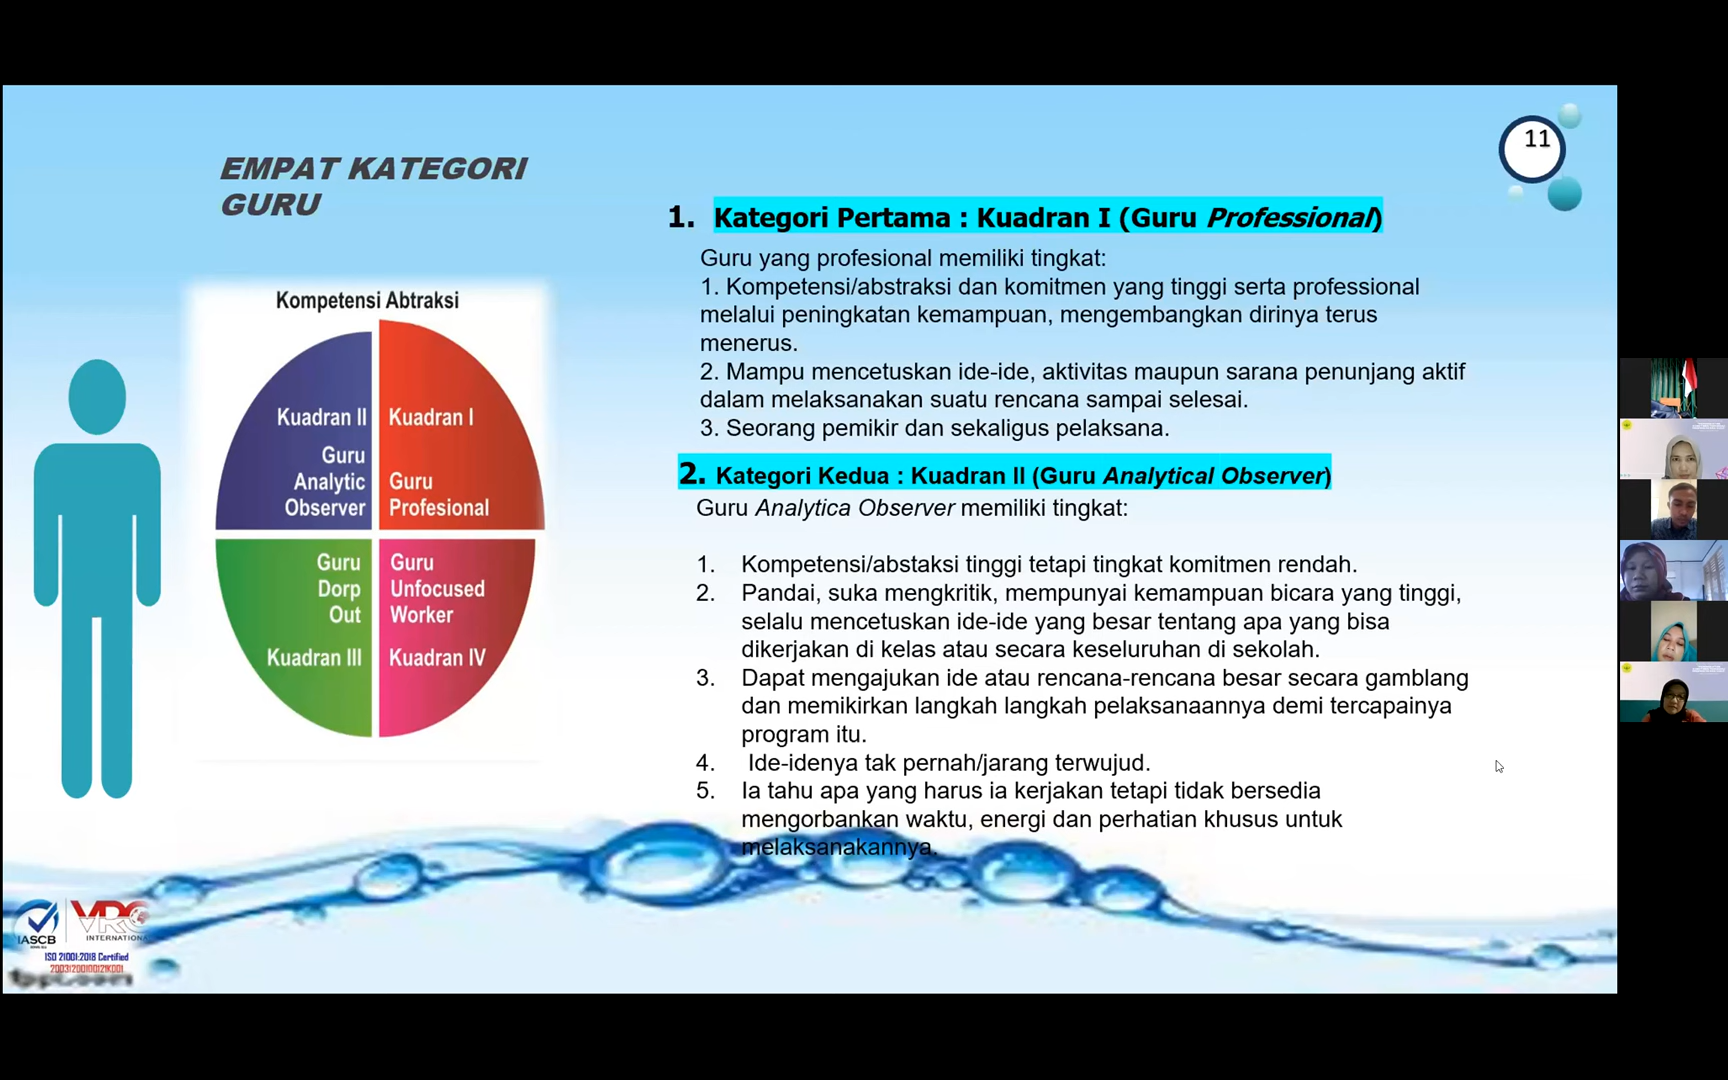 11
EMPAT KATEGORI
GURU
Kompetensi Abtraksi
Kuadran II
Guru
Analytic
Observer
Kuadran I
Guru
Profesional
Guru
Dorp
Out
Kuadran III
Guru
Unfocused
Worker
Kuadran IV
1. Kategori Pertama : Kuadran I (Guru Professional)
Guru yang profesional memiliki tingkat:
1. Kompetensi/abstraksi dan komitmen yang tinggi serta professional
melalui peningkatan kemampuan, mengembangkan dirinya terus
menerus.
2. Mampu mencetuskan ide-ide, aktivitas maupun sarana penunjang aktif
dalam melaksanakan suatu rencana sampai selesai.
3. Seorang pemikir dan sekaligus pelaksana.
2. Kategori Kedua : Kuadran II (Guru Analytical Observer)
Guru Analytica Observer memiliki tingkat:
1. Kompetensi/abstaksi tinggi tetapi tingkat komitmen rendah.
2. Pandai, suka mengkritik, mempunyai kemampuan bicara yang tinggi,
selalu mencetuskan ide-ide yang besar tentang apa yang bisa
dikerjakan di kelas atau secara keseluruhan di sekolah.
3. Dapat mengajukan ide atau rencana-rencana besar secara gamblang
dan memikirkan langkah langkah pelaksanaannya demi tercapainya
program itu.
4. Ide-idenya tak pernah/jarang terwujud.
5. Ia tahu apa yang harus ia kerjakan tetapi tidak bersedia
mengorbankan waktu, energi dan perhatian khusus untuk
melaksanakannya.
IASCB
VRC
INTERNATIONAL
ISO 21001:2018 Certified